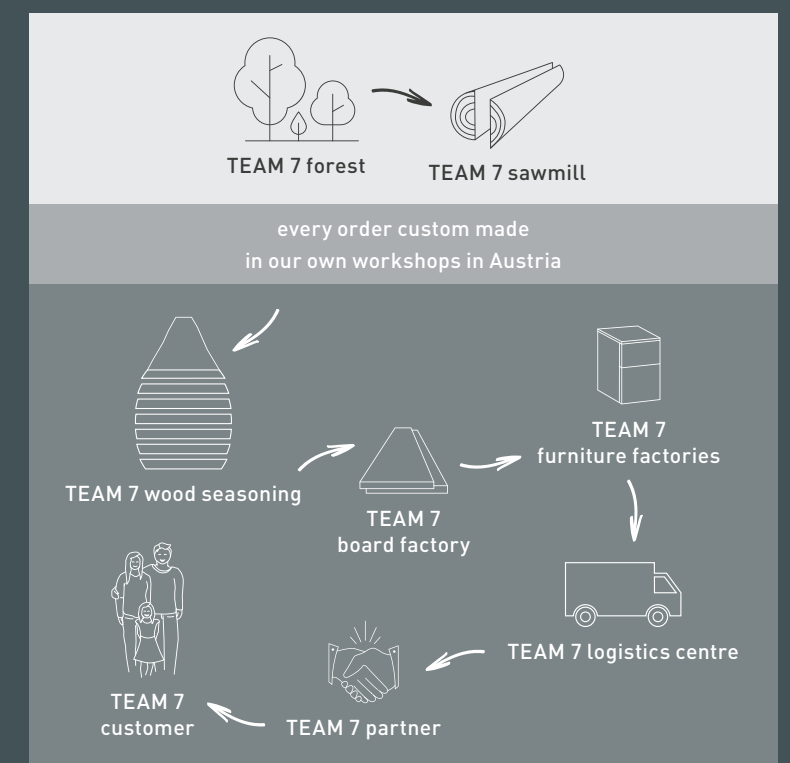 TEAM 7 forest
TEAM 7 sawmill
every order custom made
in our own workshops in Austria
TEAM 7 wood seasoning
TEAM 7
board factory
TEAM 7
furniture factories
TEAM 7 logistics centre
TEAM 7 partner
TEAM 7
customer